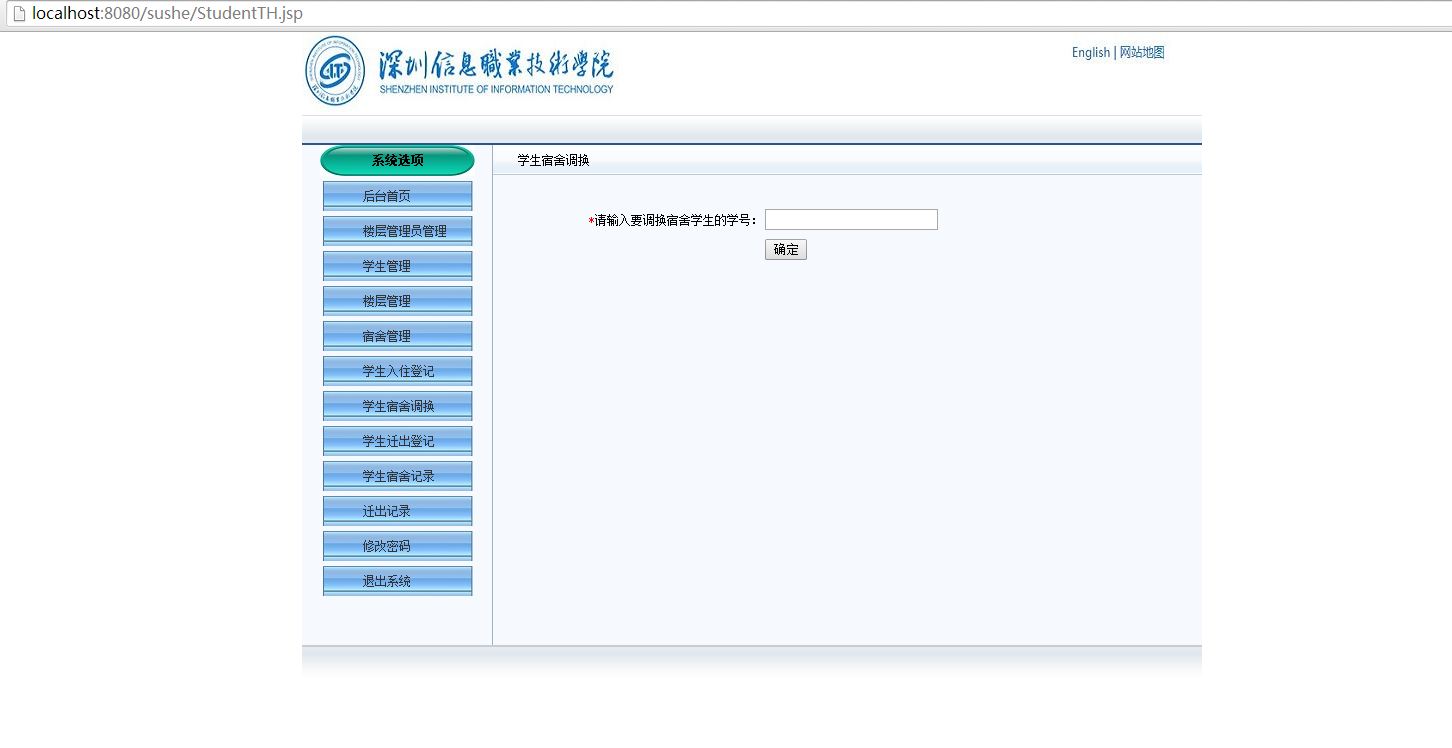 localhost:8080/sushe/StudentTH.jsp
深圳信息職業技術學院
SHENZHEN INSTITUTE OF INFORMATION TECHNOLOGY
English | 网站地图
系统选项
学生宿舍调换
后台首页
楼层管理员管理
学生管理
楼层管理
宿舍管理
学生入住登记
学生宿舍调换
学生迁出登记
学生宿舍记录
迁出记录
修改密码
退出系统
*请输入要调换宿舍学生的学号：
确定